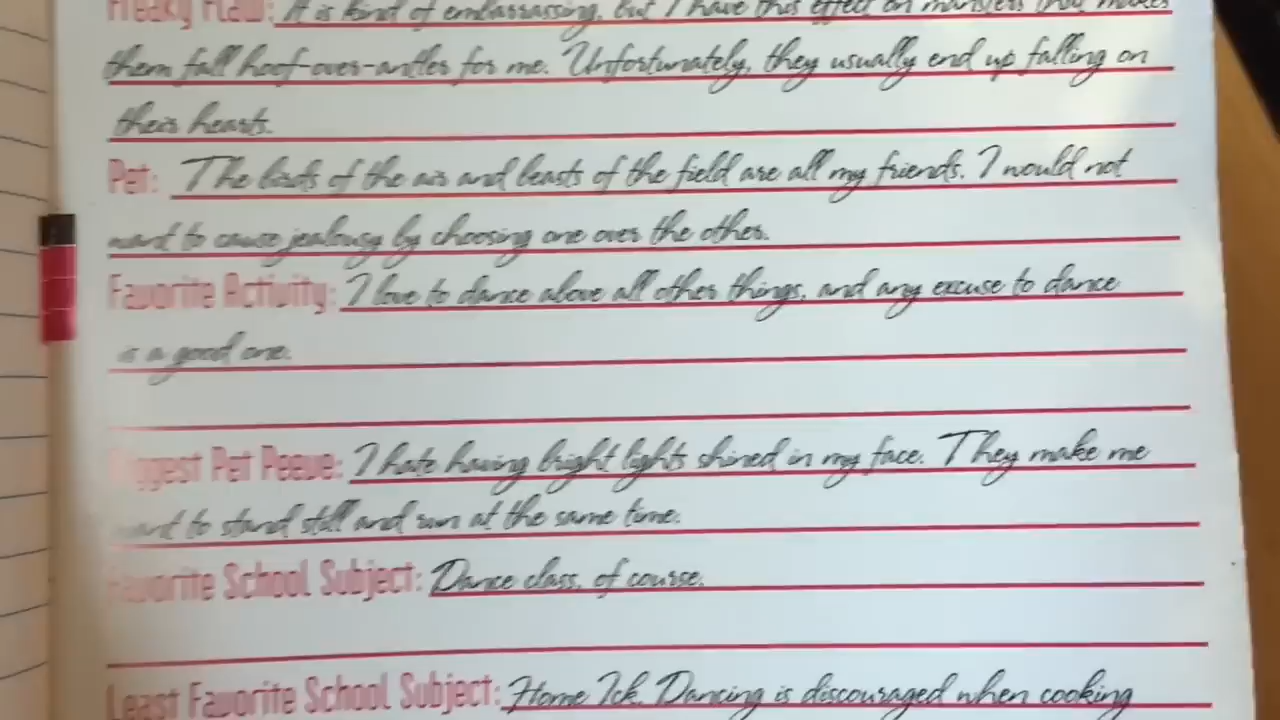 Freaky Flaw: It is kind of embarrassing, but I have this effect on mansters that makes
them fall hoof-over-antler for me. Unfortunately, they usually end up falling on
their hearts.
Pet: The birds of the air and beasts of the field are all my friends. I would not
want to cause jealousy by choosing one over the other.
Favorite Activity: I love to dance above all other things, and any excuse to dance
is a good one.
Biggest Pet Peeve: I hate having bright lights shined in my face. They make me
want to stand still and run at the same time.
Favorite School Subject: Dance class, of course.
Least Favorite School Subject: Home Ick. Dancing is discouraged when cooking